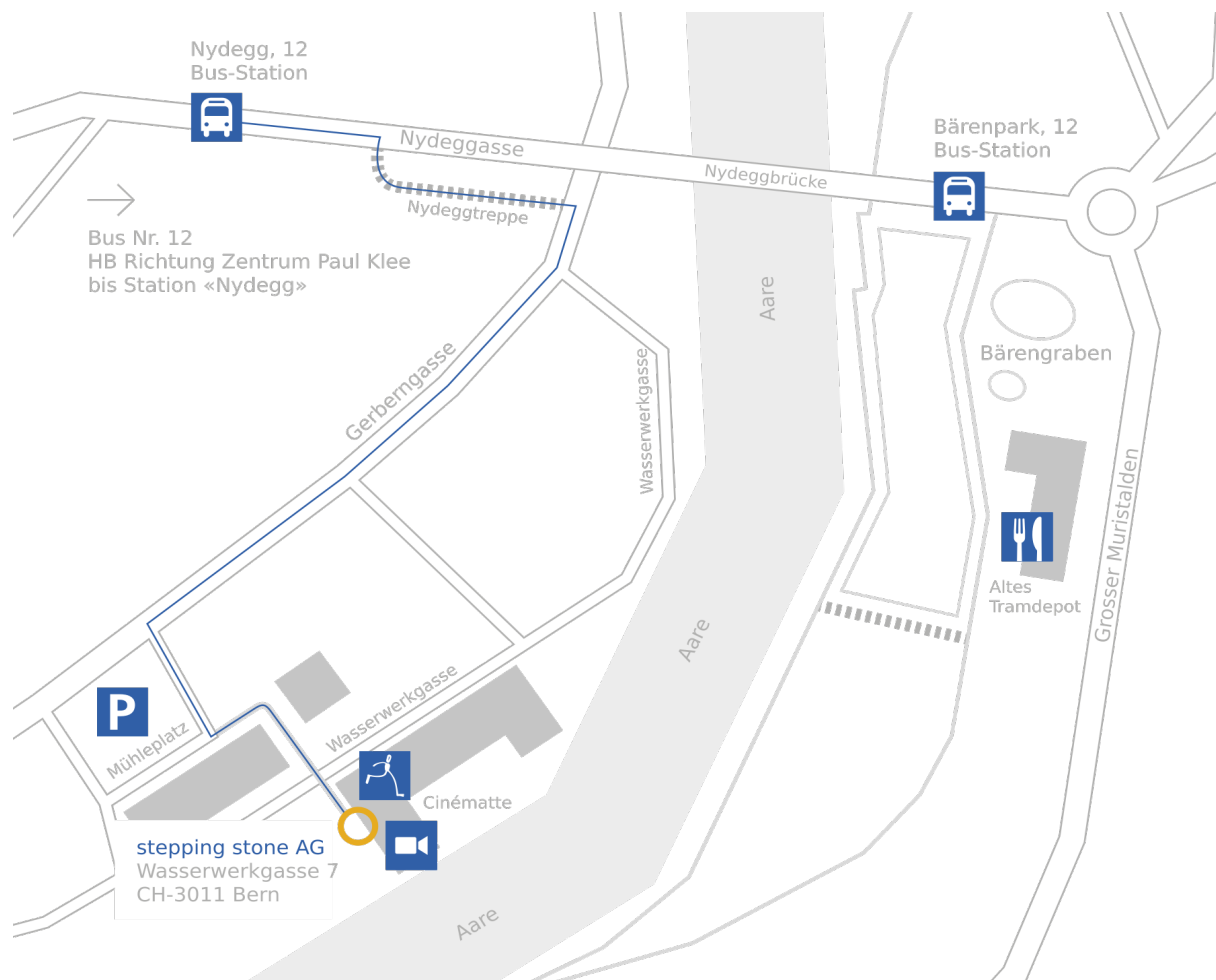 Nydegg, 12
Bus-Station
Nydeggasse
Nydeggbrücke
Bärenpark, 12
Bus-Station
Nydeggtreppe
Bus Nr. 12
HB Richtung Zentrum Paul Klee
bis Station «Nydegg»
Aare
Bärengraben
Gerberngasse
Wasserwerkgasse
Grosser Muristalden
Altes
Tramdepot
Aare
P
Mühleplatz
Wasserwerkgasse
Cinématte
stepping stone AG
Wasserwerkgasse 7
CH-3011 Bern
Aare